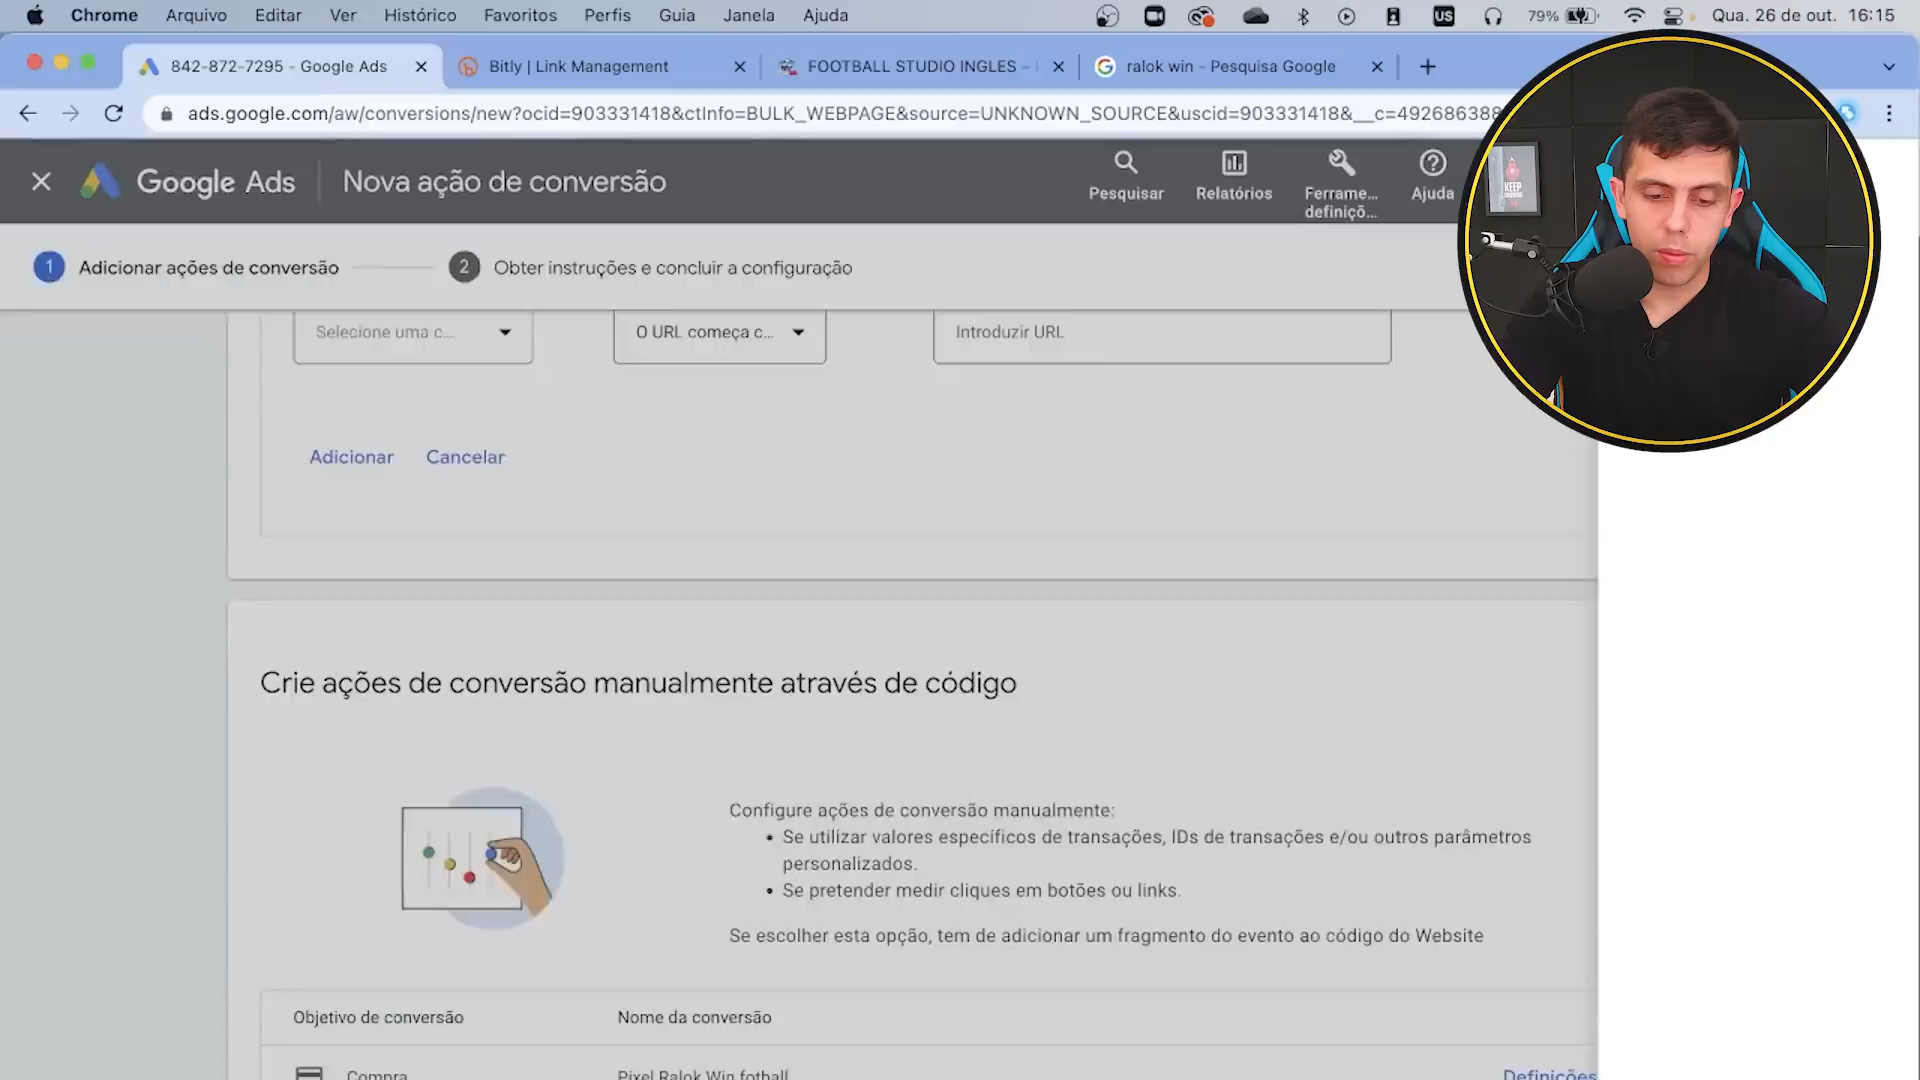 Chrome Arquivo Editar Ver Histórico Favoritos Perfis Guia Janela Ajuda US 79% Qua. 26 de out. 16:15
842-872-7295 - Google Ads Bitly | Link Management FOOTBALL STUDIO INGLES – ralok win - Pesquisa Google
ads.google.com/aw/conversions/new?ocid=903331418&ctInfo=BULK_WEBPAGE&source=UNKNOWN_SOURCE&uscid=903331418&__c=492686388
Google Ads Nova ação de conversão
Pesquisar Relatórios Ferrame... definiçõ... Ajuda
KEEP
1 Adicionar ações de conversão 2 Obter instruções e concluir a configuração
Selecione uma c... O URL começa c... Introduzir URL
Adicionar Cancelar
Crie ações de conversão manualmente através de código
Configure ações de conversão manualmente:
• Se utilizar valores específicos de transações, IDs de transações e/ou outros parâmetros
personalizados.
• Se pretender medir cliques em botões ou links.
Se escolher esta opção, tem de adicionar um fragmento do evento ao código do Website
Objetivo de conversão Nome da conversão
Compra Pixel Ralok Win fotball Definições